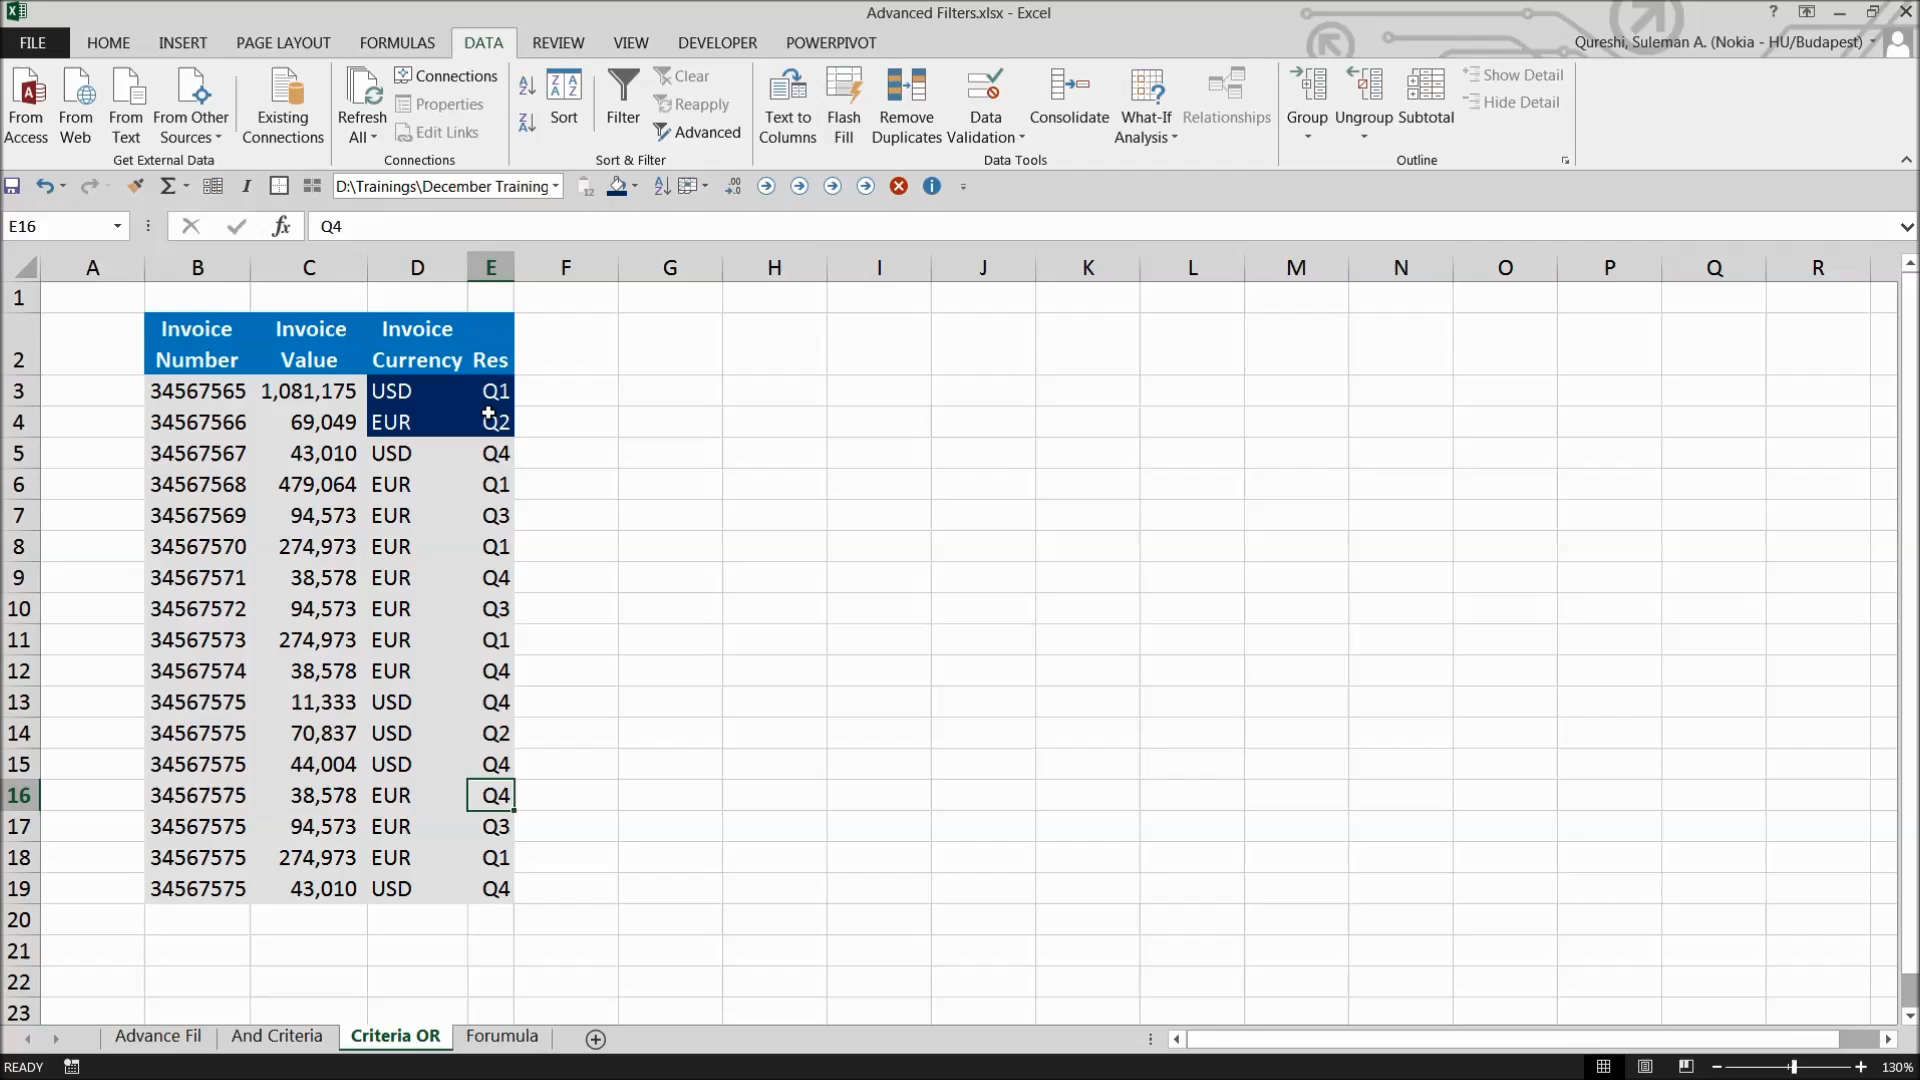 Advanced Filters.xlsx - Excel
FILE HOME INSERT PAGE LAYOUT FORMULAS DATA REVIEW VIEW DEVELOPER POWERPIVOT
Qureshi, Suleman A. (Nokia - HU/Budapest)
From Access
From Web
From Text
From Other Sources
Existing Connections
Get External Data
Refresh All
Connections
Properties
Edit Links
Connections
Sort
Filter
Clear
Reapply
Advanced
Sort & Filter
Text to Columns
Flash Fill
Remove Duplicates
Data Validation
Consolidate
What-If Analysis
Relationships
Data Tools
Group
Ungroup
Subtotal
Show Detail
Hide Detail
Outline
D:\Trainings\December Training
E16
fx
Q4
A B C D E F G H I J K L M N O P Q R
1
2 Invoice Number Invoice Value Invoice Currency Res
3 34567565 1,081,175 USD Q1
4 34567566 69,049 EUR Q2
5 34567567 43,010 USD Q4
6 34567568 479,064 EUR Q1
7 34567569 94,573 EUR Q3
8 34567570 274,973 EUR Q1
9 34567571 38,578 EUR Q4
10 34567572 94,573 EUR Q3
11 34567573 274,973 EUR Q1
12 34567574 38,578 EUR Q4
13 34567575 11,333 USD Q4
14 34567575 70,837 USD Q2
15 34567575 44,004 USD Q4
16 34567575 38,578 EUR Q4
17 34567575 94,573 EUR Q3
18 34567575 274,973 EUR Q1
19 34567575 43,010 USD Q4
20
21
22
23
Advance Fil And Criteria Criteria OR Forumula
READY
130%